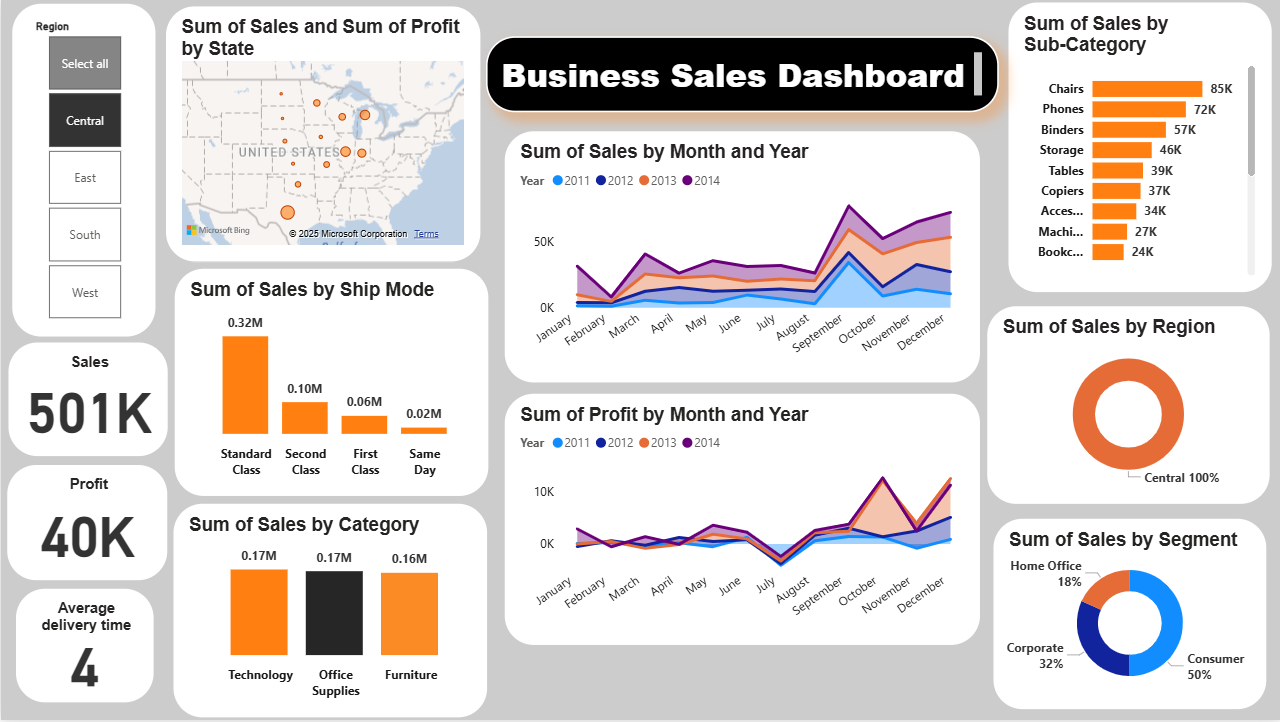 Region
Select all
Central
East
South
West
Sales
501K
Profit
40K
Average
delivery time
4
Sum of Sales and Sum of Profit
by State
UNITED STATES
Microsoft Bing
© 2025 Microsoft Corporation Terms
Sum of Sales by Ship Mode
0.32M
0.10M
0.06M
0.02M
Standard
Class
Second
Class
First
Class
Same
Day
Sum of Sales by Category
0.17M
0.17M
0.16M
Technology
Office
Supplies
Furniture
Business Sales Dashboard
Sum of Sales by Month and Year
Year 2011 2012 2013 2014
50K
0K
January
February
March
April
May
June
July
August
September
October
November
December
Sum of Profit by Month and Year
Year 2011 2012 2013 2014
10K
0K
January
February
March
April
May
June
July
August
September
October
November
December
Sum of Sales by
Sub-Category
Chairs 85K
Phones 72K
Binders 57K
Storage 46K
Tables 39K
Copiers 37K
Acces... 34K
Machi... 27K
Bookc... 24K
Sum of Sales by Region
Central 100%
Sum of Sales by Segment
Home Office
18%
Corporate
32%
Consumer
50%